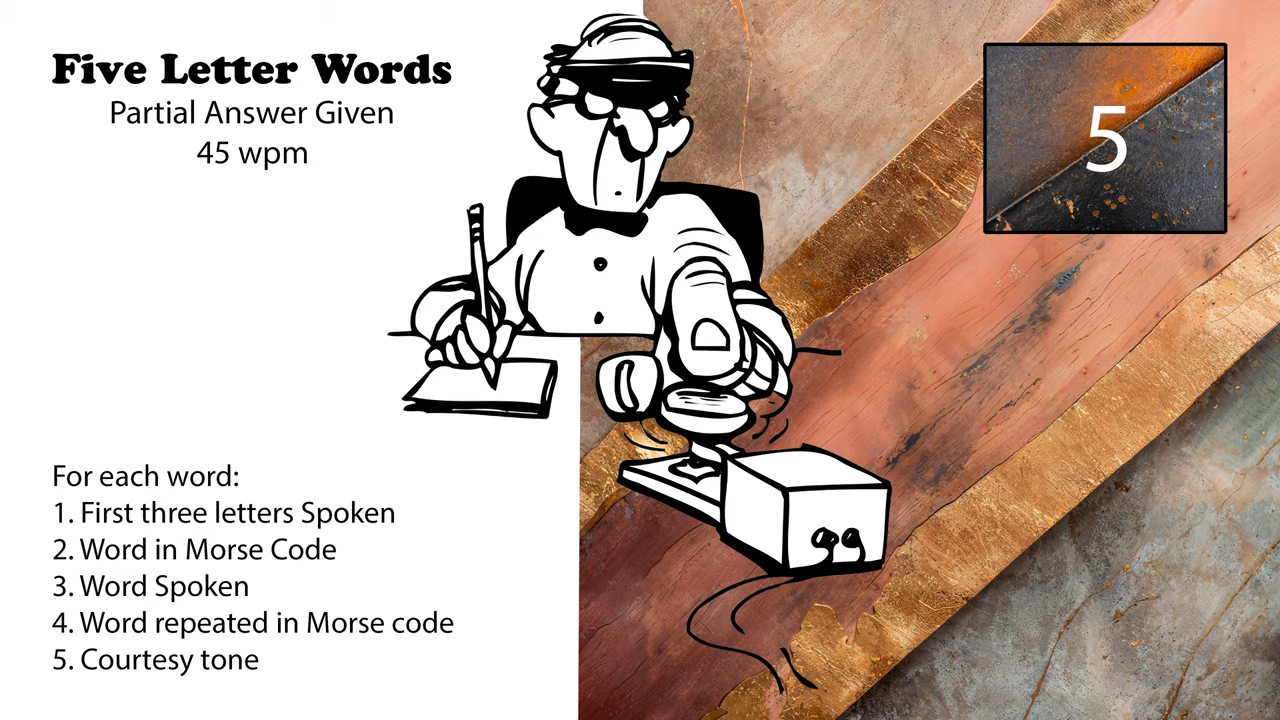 Five Letter Words
Partial Answer Given
45 wpm
5
For each word:
1. First three letters Spoken
2. Word in Morse Code
3. Word Spoken
4. Word repeated in Morse code
5. Courtesy tone